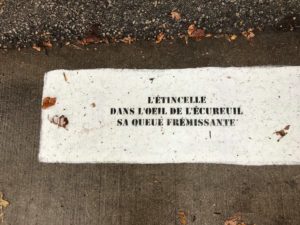 L'ÉTINCELLE
DANS L'OEIL DE L'ÉCUREUIL
SA QUEUE FRÉMISSANTE